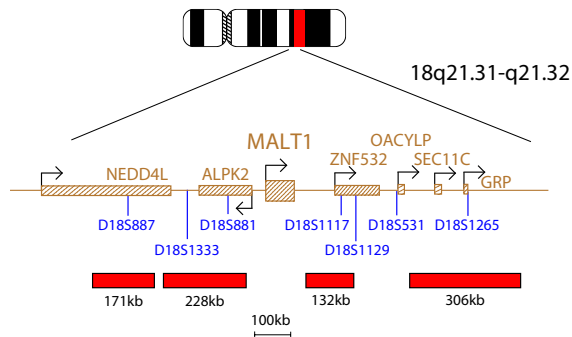 18q21.31-q21.32
MALT1
OACYLP
NEDD4L ALPK2 ZNF532 SEC11C
GRP
D18S887 D18S881 D18S1117 D18S531 D18S1265
D18S1333 D18S1129
171kb 228kb 132kb 306kb
100kb